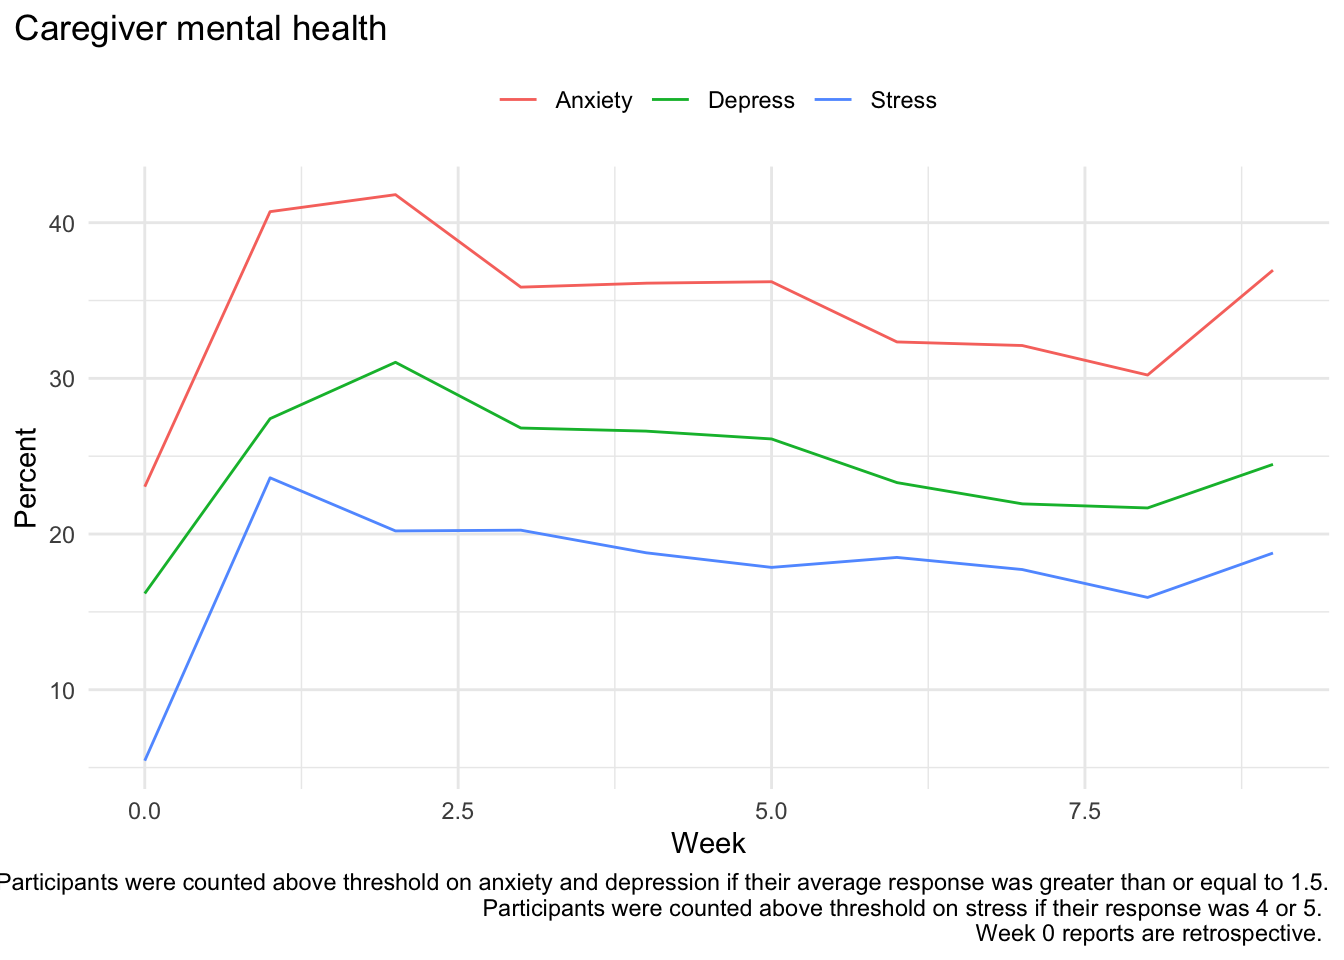 Caregiver mental health
Anxiety Depress Stress
40
30
20
10
Percent
0.0 2.5 5.0 7.5
Week
Participants were counted above threshold on anxiety and depression if their average response was greater than or equal to 1.5.
Participants were counted above threshold on stress if their response was 4 or 5.
Week 0 reports are retrospective.